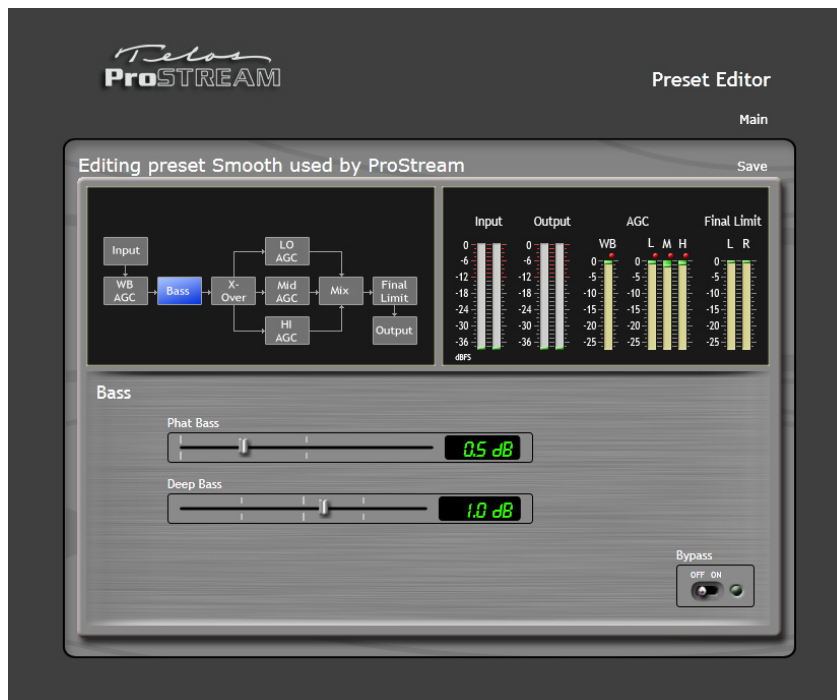 Telos
ProSTREAM
Preset Editor
Main
Editing preset Smooth used by ProStream
Save
Input
WB AGC
Bass
X-Over
LO AGC
Mid AGC
HI AGC
Mix
Final Limit
Output
Input Output AGC Final Limit
WB L M H L R
0 0 0 0 0
-6 -6 -5 -5 -5
-12 -12 -10 -10 -10
-18 -18 -15 -15 -15
-24 -24 -20 -20 -20
-30 -30 -25 -25 -25
-36 -36
dBFS
Bass
Phat Bass
0.5 dB
Deep Bass
1.0 dB
Bypass
OFF ON